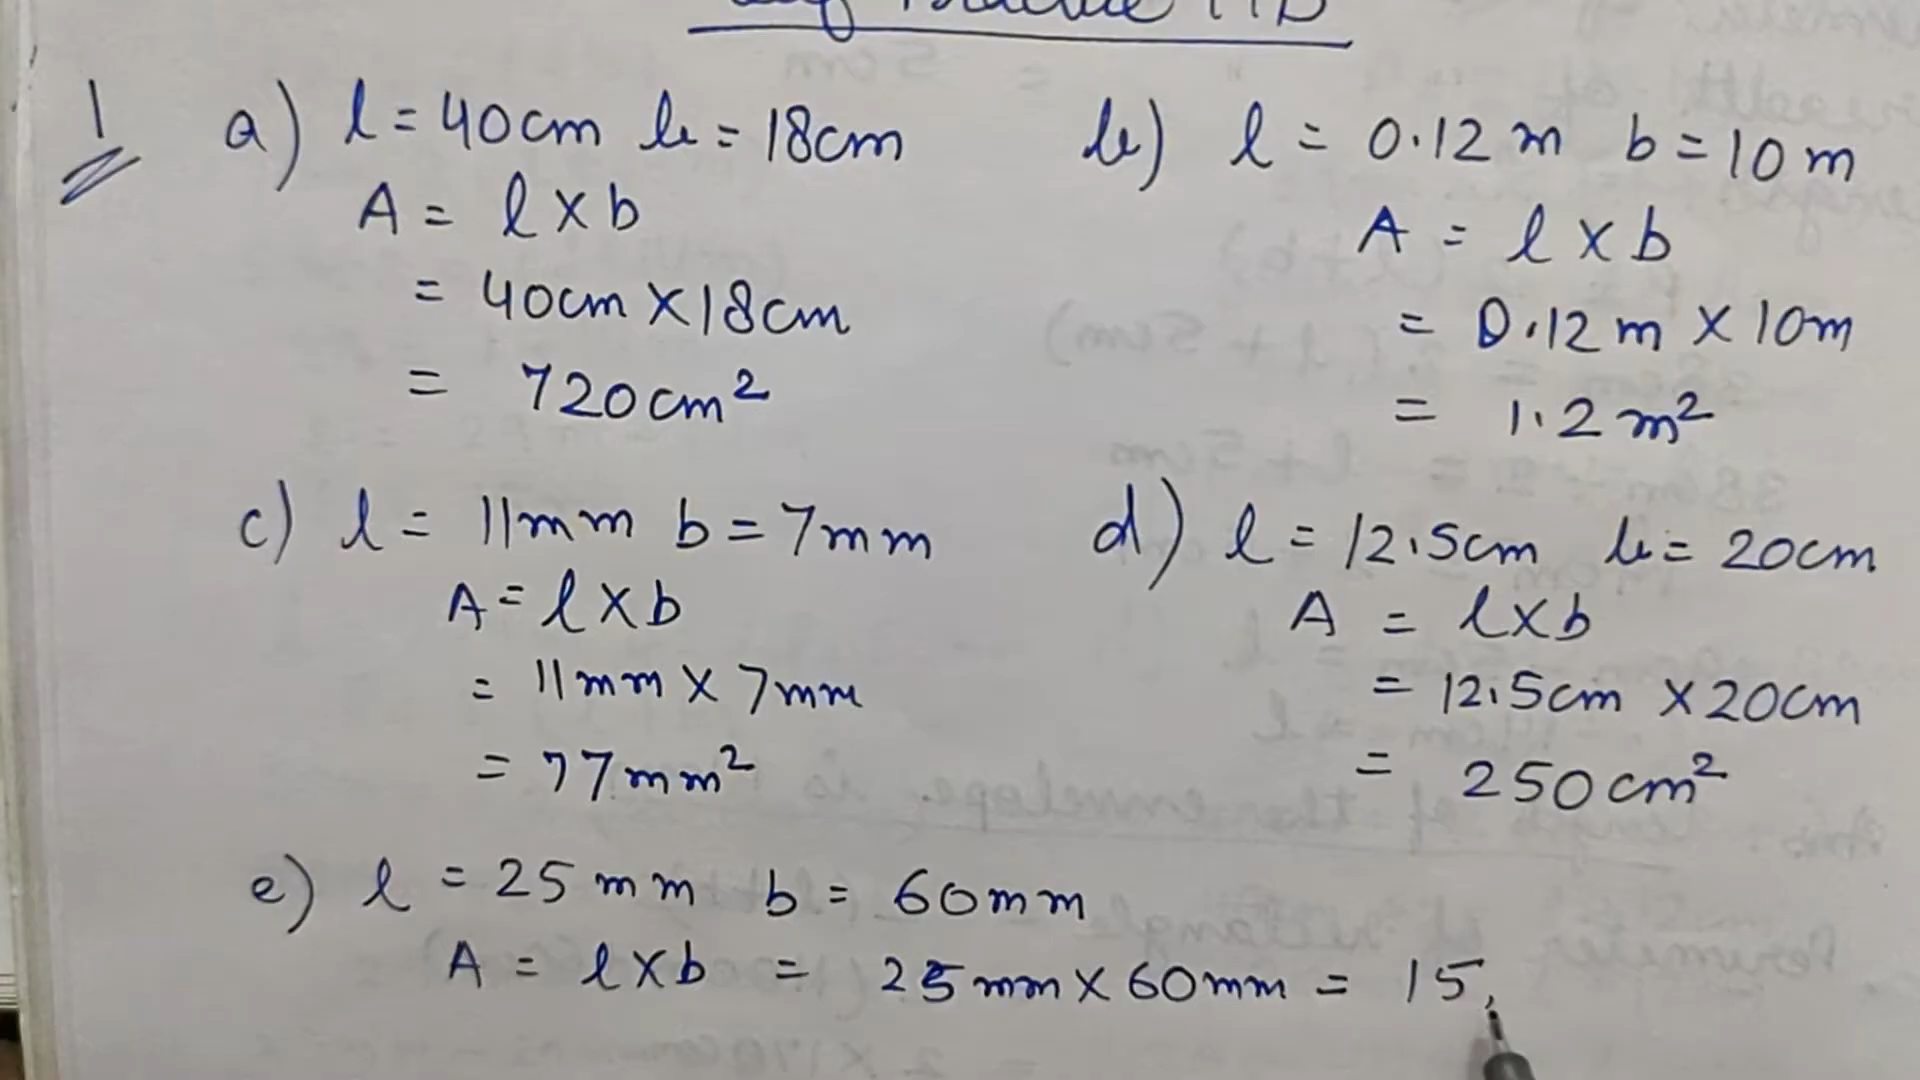 1 a) l = 40cm b = 18cm
A = l × b
= 40cm × 18cm
= 720cm²
b) l = 0.12 m b = 10 m
A = l × b
= 0.12 m × 10m
= 1.2 m²
c) l = 11mm b = 7mm
A = l × b
= 11mm × 7mm
= 77mm²
d) l = 12.5cm b = 20cm
A = l × b
= 12.5cm × 20cm
= 250cm²
e) l = 25 mm b = 60mm
A = l × b = 25mm × 60mm = 15